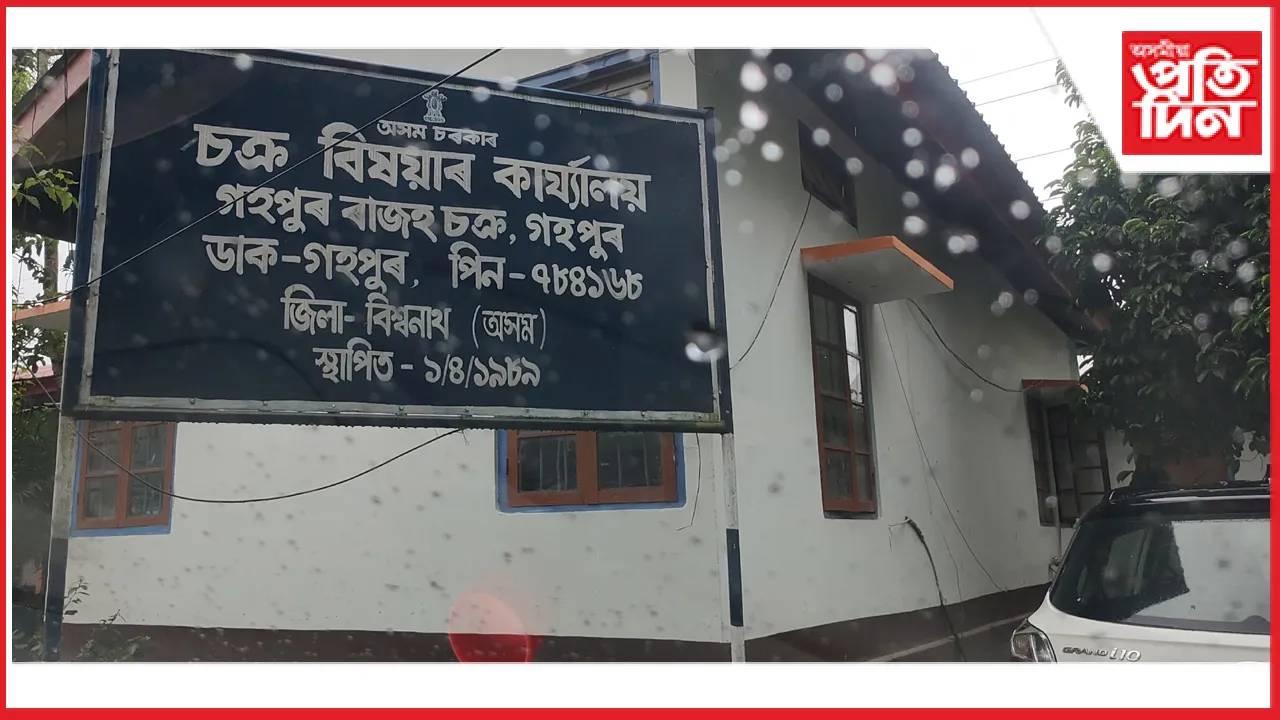 অসমীয়া
প্ৰতি
দিন
অসম চৰকাৰ
চক্ৰ বিষয়াৰ কাৰ্য্যালয়
গহপুৰ ৰাজহ চক্ৰ, গহপুৰ
ডাক-গহপুৰ, পিন-৭৮৪১৬৮
জিলা- বিশ্বনাথ (অসম)
স্থাপিত - ১/৪/১৯৮৯
GRAND i10